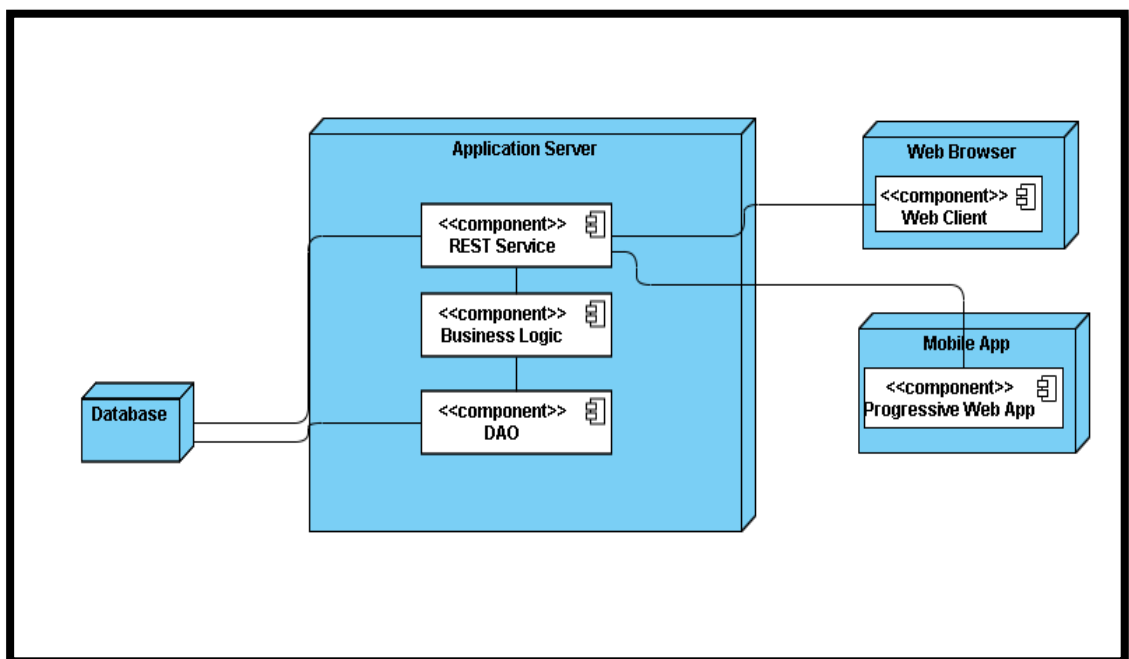 Application Server
<<component>>
REST Service
<<component>>
Business Logic
<<component>>
DAO
Database
Web Browser
<<component>>
Web Client
Mobile App
<<component>>
Progressive Web App